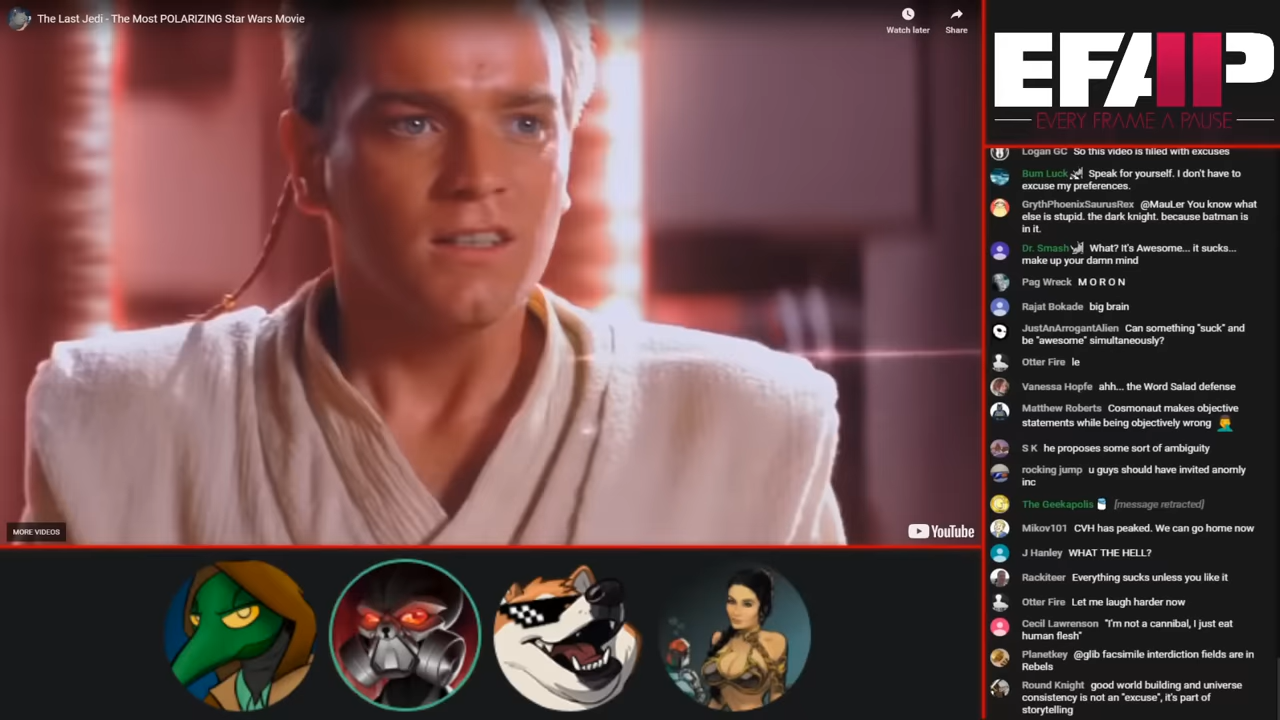 The Last Jedi - The Most POLARIZING Star Wars Movie
Watch later
Share
MORE VIDEOS
YouTube
EFAP
EVERY FRAME A PAUSE
Logan GC So this video is filled with excuses
Bum Luck Speak for yourself. I don't have to
excuse my preferences.
GrythPhoenixSaurusRex @MauLer You know what
else is stupid. the dark knight. because batman is
in it.
Dr. Smash What? It's Awesome... it sucks...
make up your damn mind
Pag Wreck M O R O N
Rajat Bokade big brain
JustAnArrogantAlien Can something "suck" and
be "awesome" simultaneously?
Otter Fire le
Vanessa Hopfe ahh... the Word Salad defense
Matthew Roberts Cosmonaut makes objective
statements while being objectively wrong 🤦‍♂️
S K he proposes some sort of ambiguity
rocking jump u guys should have invited anomly
inc
The Geekapolis [message retracted]
Mikov101 CVH has peaked. We can go home now
J Hanley WHAT THE HELL?
Rackiteer Everything sucks unless you like it
Otter Fire Let me laugh harder now
Cecil Lawrenson "I'm not a cannibal, I just eat
human flesh"
Planetkey @glib facsimile interdiction fields are in
Rebels
Round Knight good world building and universe
consistency is not an "excuse", it's part of
storytelling